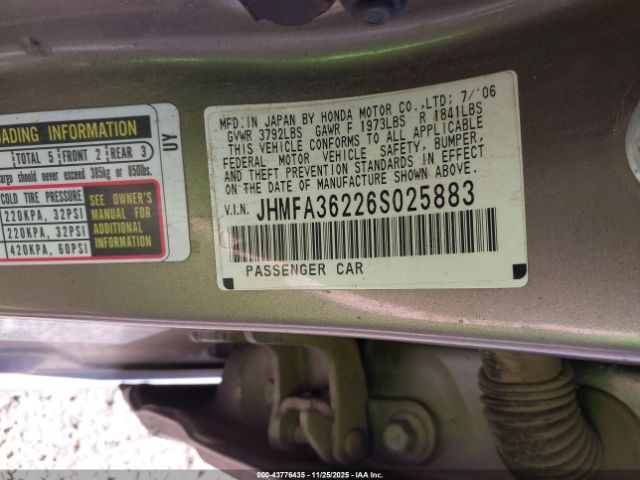 ADING INFORMATION
TOTAL 5 FRONT 2 REAR 3
argo should never exceed 385kg or 850lbs.
COLD TIRE PRESSURE
220KPA, 32PSI
220KPA, 32PSI
420KPA, 60PSI
SEE OWNER'S
MANUAL FOR
ADDITIONAL
INFORMATION
UY
MFD. IN JAPAN BY HONDA MOTOR CO., LTD; 7/'06
GVWR 3792LBS GAWR F 1973LBS R 1841LBS
THIS VEHICLE CONFORMS TO ALL APPLICABLE
FEDERAL MOTOR VEHICLE SAFETY, BUMPER,
AND THEFT PREVENTION STANDARDS IN EFFECT
ON THE DATE OF MANUFACTURE SHOWN ABOVE.
V.I.N. JHMFA36226S025883
PASSENGER CAR
000-43776435 - 11/25/2025 - IAA Inc.